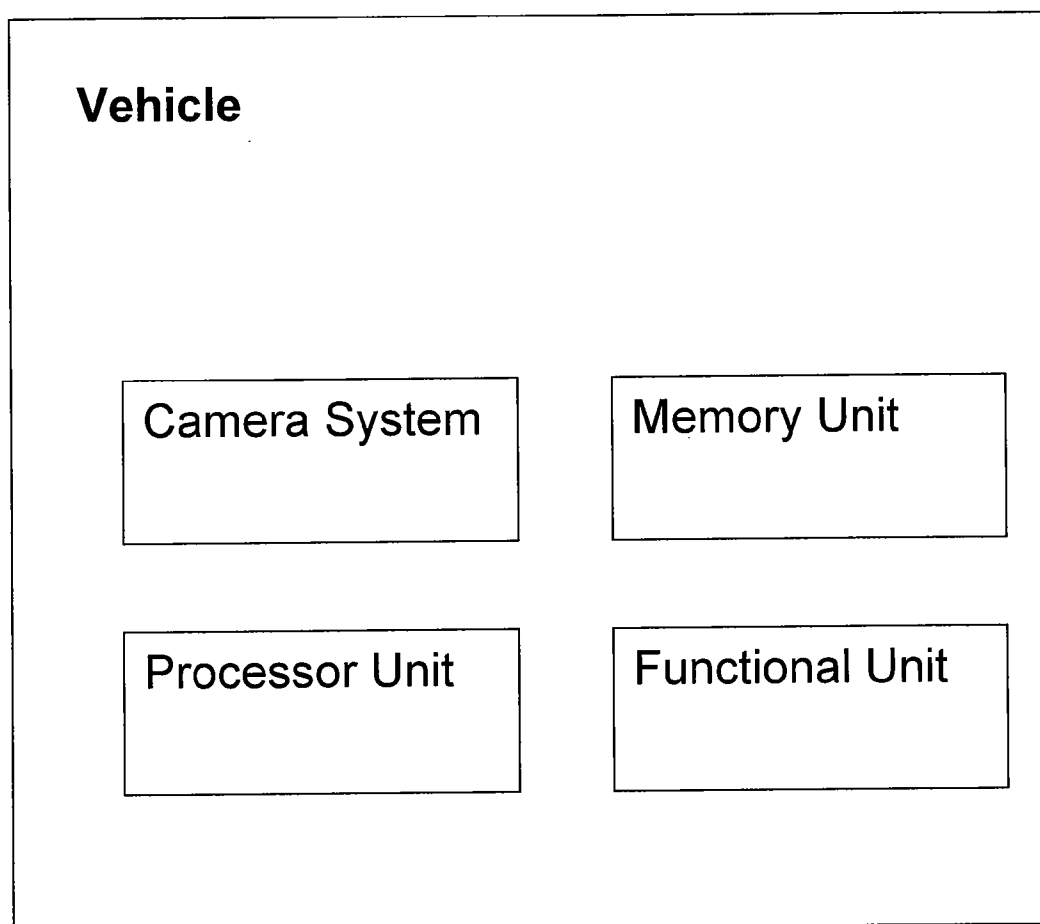 Vehicle
Camera System
Memory Unit
Processor Unit
Functional Unit